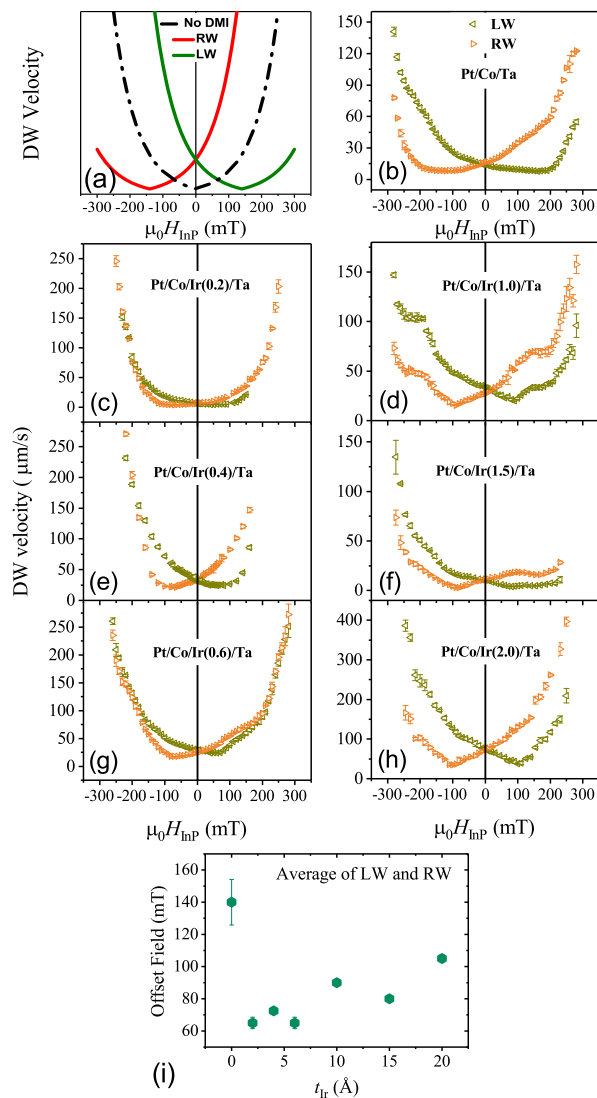 No DMI
RW
LW
DW Velocity
(a)
-300 -200 -100 0 100 200 300
μ₀H_InP (mT)
150
120
90
60
30
0
LW
RW
Pt/Co/Ta
(b)
-300 -200 -100 0 100 200 300
μ₀H_InP (mT)
DW velocity ( μm/s)
250
200
150
100
50
0
Pt/Co/Ir(0.2)/Ta
(c)
150
100
50
0
Pt/Co/Ir(1.0)/Ta
(d)
250
200
150
100
50
0
Pt/Co/Ir(0.4)/Ta
(e)
150
100
50
0
Pt/Co/Ir(1.5)/Ta
(f)
250
200
150
100
50
0
Pt/Co/Ir(0.6)/Ta
(g)
-300 -200 -100 0 100 200 300
μ₀H_InP (mT)
400
300
200
100
0
Pt/Co/Ir(2.0)/Ta
(h)
-300 -200 -100 0 100 200 300
μ₀H_InP (mT)
Offset Field (mT)
160
140
120
100
80
60
Average of LW and RW
(i)
0 5 10 15 20
t_Ir (Å)